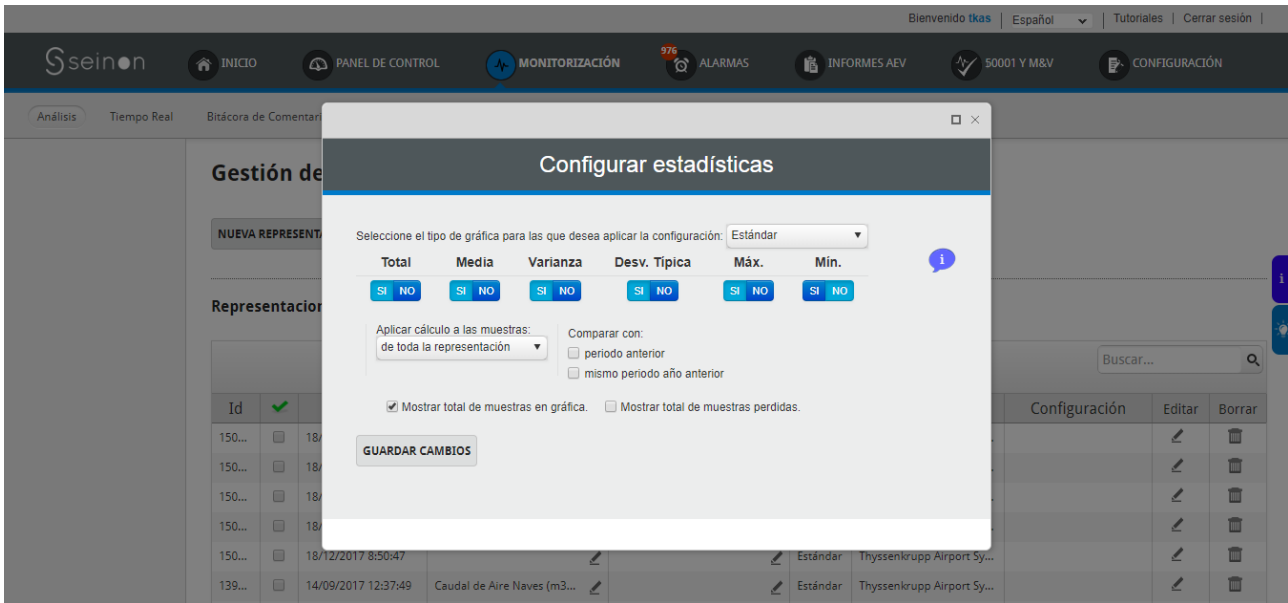 Bienvenido tkas | Español | Tutoriales | Cerrar sesión |
sseinon INICIO PANEL DE CONTROL MONITORIZACIÓN 976 ALARMAS INFORMES AEV 50001 Y M&V CONFIGURACIÓN
Análisis Tiempo Real Bitácora de Comentari
Configurar estadísticas
Gestión de
NUEVA REPRESENTA
Seleccione el tipo de gráfica para las que desea aplicar la configuración: Estándar
Total Media Varianza Desv. Típica Máx. Mín.
SI NO SI NO SI NO SI NO SI NO SI NO
Representacion
Aplicar cálculo a las muestras: Comparar con:
de toda la representación periodo anterior
mismo periodo año anterior
Buscar...
Mostrar total de muestras en gráfica. Mostrar total de muestras perdidas.
Id Configuración Editar Borrar
150... 18/
GUARDAR CAMBIOS
150... 18/
150... 18/
150... 18/
150... 18/12/2017 8:50:47 Estándar Thyssenkrupp Airport Sy...
139... 14/09/2017 12:37:49 Caudal de Aire Naves (m3... Estándar Thyssenkrupp Airport Sy...